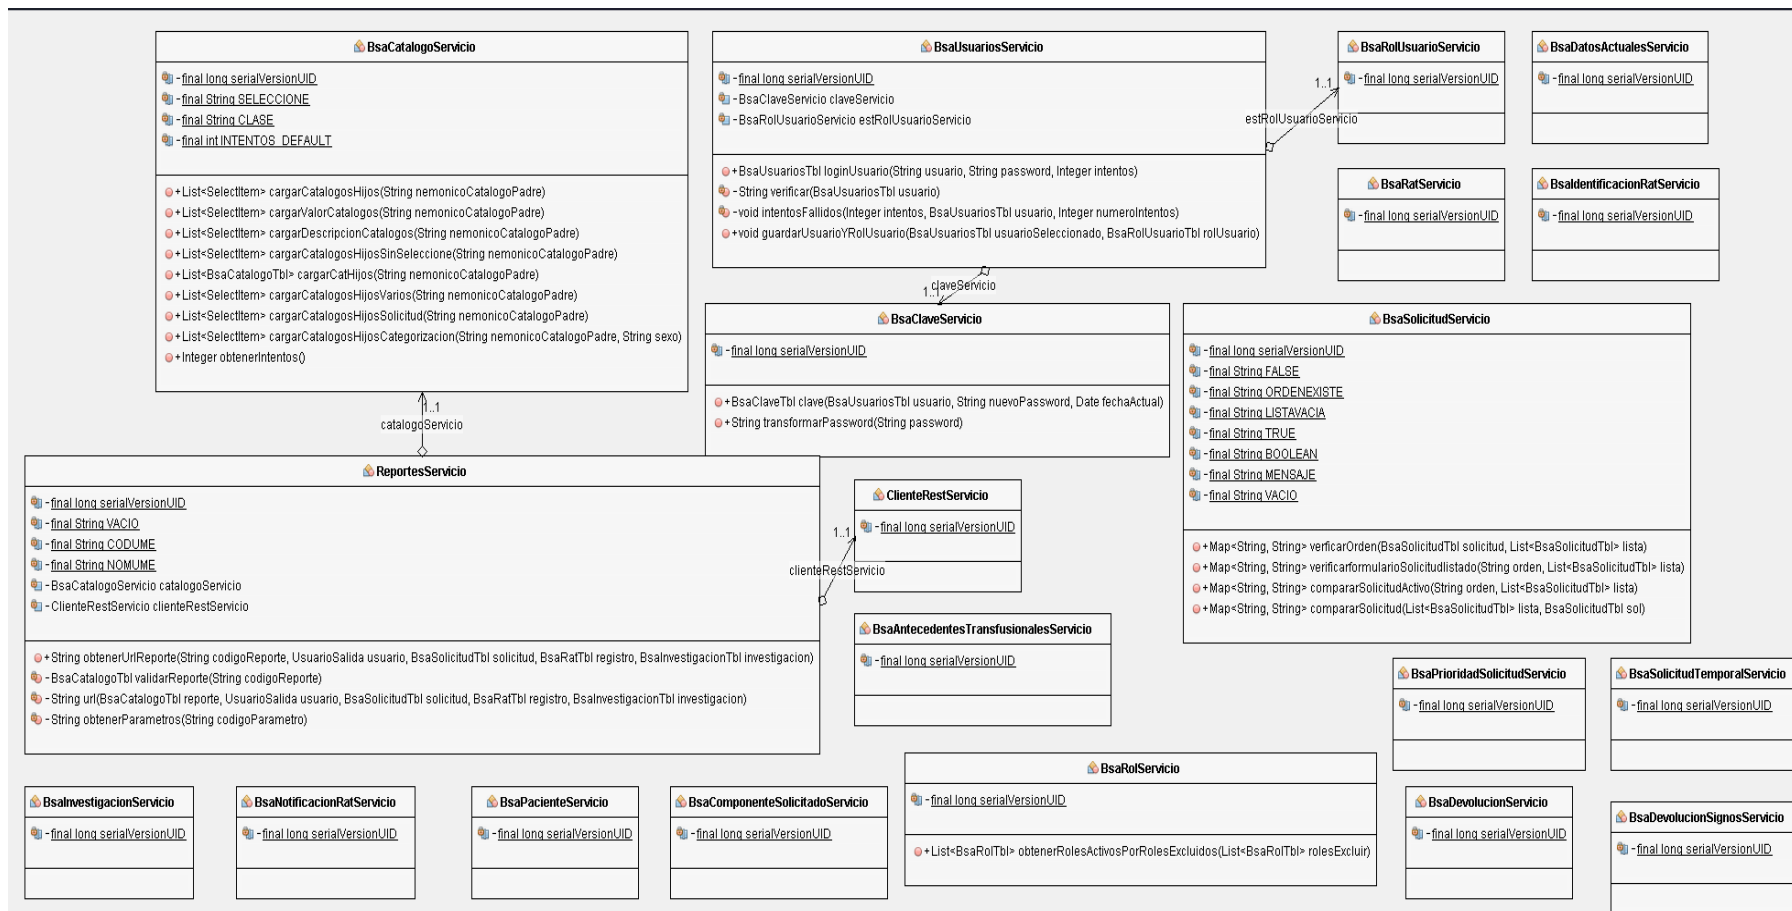 BsaCatalogoServicio
-final long serialVersionUID
-final String SELECCIONE
-final String CLASE
-final int INTENTOS_DEFAULT
+List<SelectItem> cargarCatalogosHijos(String nemonicoCatalogoPadre)
+List<SelectItem> cargarValorCatalogos(String nemonicoCatalogoPadre)
+List<SelectItem> cargarDescripcionCatalogos(String nemonicoCatalogoPadre)
+List<SelectItem> cargarCatalogosHijosSinSeleccione(String nemonicoCatalogoPadre)
+List<BsaCatalogoTbl> cargarCatHijos(String nemonicoCatalogoPadre)
+List<SelectItem> cargarCatalogosHijosVarios(String nemonicoCatalogoPadre)
+List<SelectItem> cargarCatalogosHijosSolicitud(String nemonicoCatalogoPadre)
+List<SelectItem> cargarCatalogosHijosCategorizacion(String nemonicoCatalogoPadre, String sexo)
+Integer obtenerIntentos()
BsaUsuariosServicio
-final long serialVersionUID
-BsaClaveServicio claveServicio
-BsaRolUsuarioServicio estRolUsuarioServicio
+BsaUsuariosTbl loginUsuario(String usuario, String password, Integer intentos)
-String verificar(BsaUsuariosTbl usuario)
-void intentosFallidos(Integer intentos, BsaUsuariosTbl usuario, Integer numeroIntentos)
+void guardarUsuarioYRolUsuario(BsaUsuariosTbl usuarioSeleccionado, BsaRolUsuarioTbl rolUsuario)
1..1
estRolUsuarioServicio
BsaRolUsuarioServicio
-final long serialVersionUID
BsaDatosActualesServicio
-final long serialVersionUID
BsaRatServicio
-final long serialVersionUID
BsaIdentificacionRatServicio
-final long serialVersionUID
claveServicio
1..1
BsaClaveServicio
-final long serialVersionUID
+BsaClaveTbl clave(BsaUsuariosTbl usuario, String nuevoPassword, Date fechaActual)
+String transformarPassword(String password)
BsaSolicitudServicio
-final long serialVersionUID
-final String FALSE
-final String ORDENEXISTE
-final String LISTAVACIA
-final String TRUE
-final String BOOLEAN
-final String MENSAJE
-final String VACIO
+Map<String, String> verficarOrden(BsaSolicitudTbl solicitud, List<BsaSolicitudTbl> lista)
+Map<String, String> verificarformularioSolicitudlistado(String orden, List<BsaSolicitudTbl> lista)
+Map<String, String> compararSolicitudActivo(String orden, List<BsaSolicitudTbl> lista)
+Map<String, String> compararSolicitud(List<BsaSolicitudTbl> lista, BsaSolicitudTbl sol)
1..1
catalogoServicio
ReportesServicio
-final long serialVersionUID
-final String VACIO
-final String CODUME
-final String NOMUME
-BsaCatalogoServicio catalogoServicio
-ClienteRestServicio clienteRestServicio
+String obtenerUrlReporte(String codigoReporte, UsuarioSalida usuario, BsaSolicitudTbl solicitud, BsaRatTbl registro, BsaInvestigacionTbl investigacion)
-BsaCatalogoTbl validarReporte(String codigoReporte)
-String url(BsaCatalogoTbl reporte, UsuarioSalida usuario, BsaSolicitudTbl solicitud, BsaRatTbl registro, BsaInvestigacionTbl investigacion)
-String obtenerParametros(String codigoParametro)
1..1
clienteRestServicio
ClienteRestServicio
-final long serialVersionUID
BsaAntecedentesTransfusionalesServicio
-final long serialVersionUID
BsaPrioridadSolicitudServicio
-final long serialVersionUID
BsaSolicitudTemporalServicio
-final long serialVersionUID
BsaInvestigacionServicio
-final long serialVersionUID
BsaNotificacionRatServicio
-final long serialVersionUID
BsaPacienteServicio
-final long serialVersionUID
BsaComponenteSolicitadoServicio
-final long serialVersionUID
BsaRolServicio
-final long serialVersionUID
+List<BsaRolTbl> obtenerRolesActivosPorRolesExcluidos(List<BsaRolTbl> rolesExcluir)
BsaDevolucionServicio
-final long serialVersionUID
BsaDevolucionSignosServicio
-final long serialVersionUID